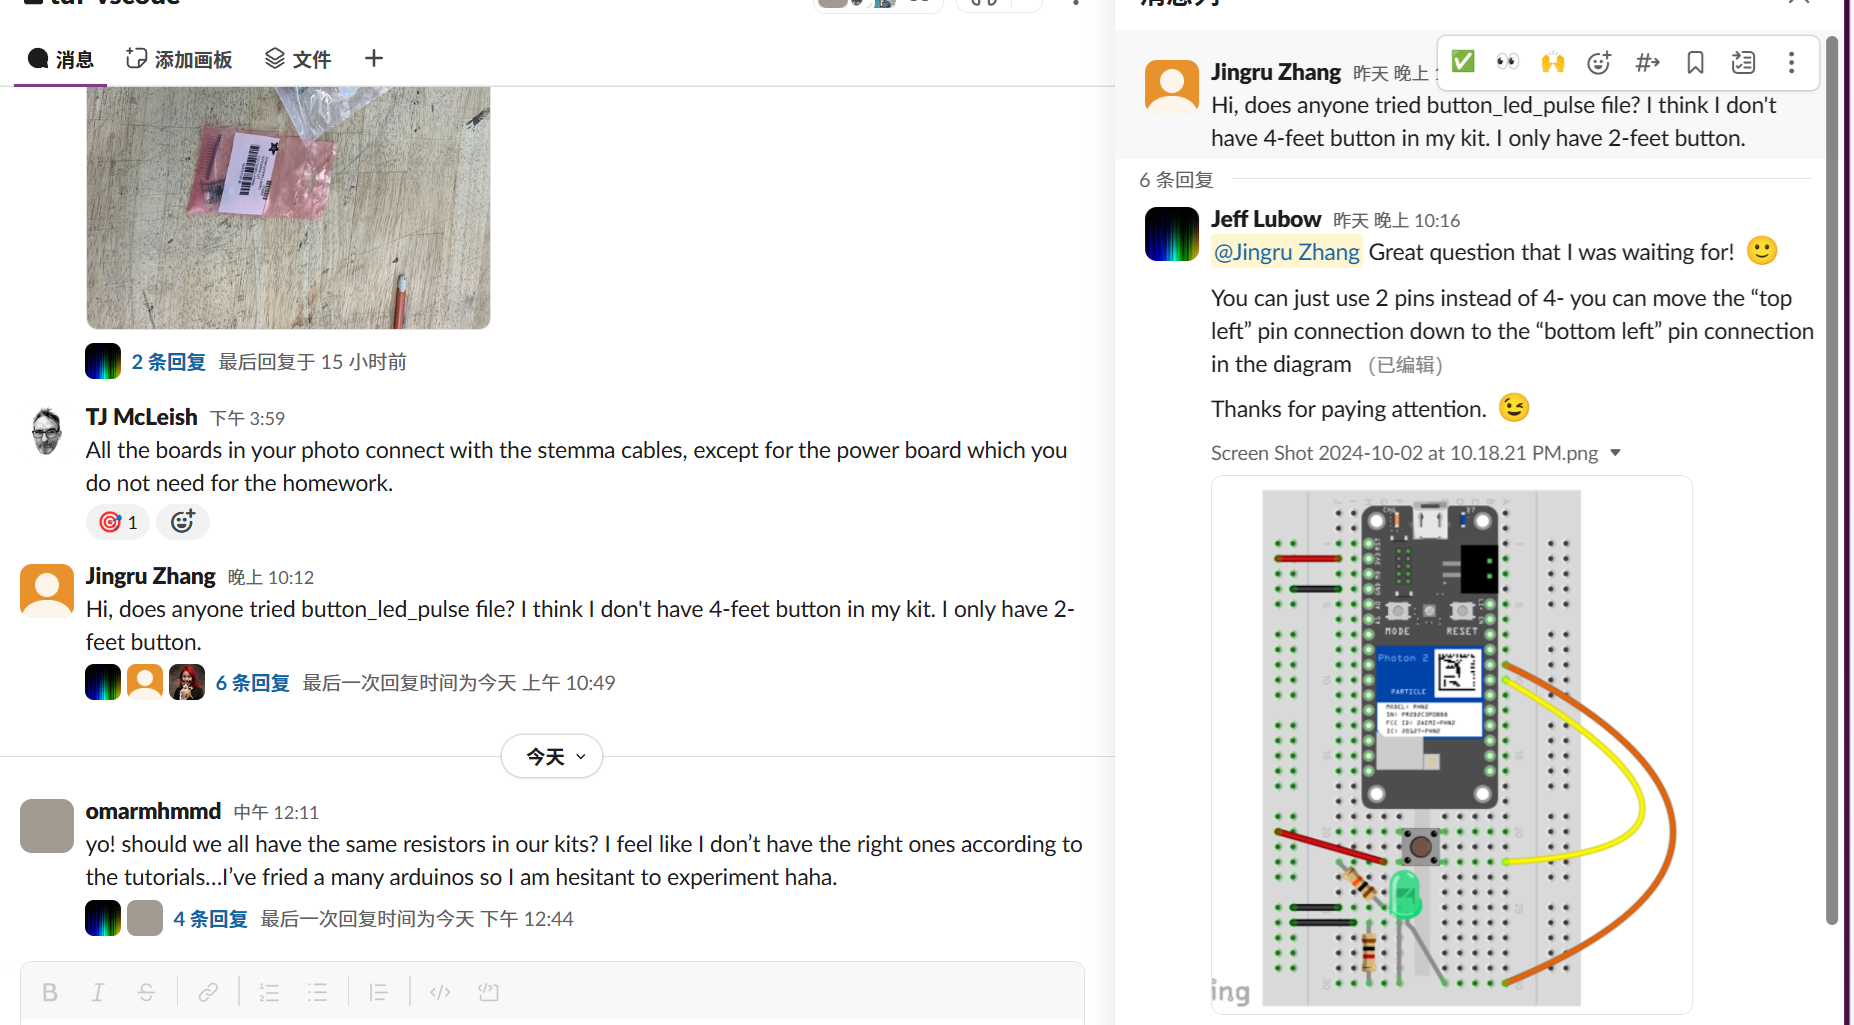 消息
添加画板
文件
2 条回复 最后回复于 15 小时前
TJ McLeish 下午 3:59
All the boards in your photo connect with the stemma cables, except for the power board which you
do not need for the homework.
1
Jingru Zhang 晚上 10:12
Hi, does anyone tried button_led_pulse file? I think I don't have 4-feet button in my kit. I only have 2-
feet button.
6 条回复 最后一次回复时间为今天 上午 10:49
今天
omarmhmmd 中午 12:11
yo! should we all have the same resistors in our kits? I feel like I don’t have the right ones according to
the tutorials...I’ve fried a many arduinos so I am hesitant to experiment haha.
4 条回复 最后一次回复时间为今天 下午 12:44
Jingru Zhang 昨天 晚上
Hi, does anyone tried button_led_pulse file? I think I don't
have 4-feet button in my kit. I only have 2-feet button.
6 条回复
Jeff Lubow 昨天 晚上 10:16
@Jingru Zhang Great question that I was waiting for!
You can just use 2 pins instead of 4- you can move the “top
left” pin connection down to the “bottom left” pin connection
in the diagram (已编辑)
Thanks for paying attention.
Screen Shot 2024-10-02 at 10.18.21 PM.png
MODE RESET
Photon 2
PARTICLE
MODEL: PHN2
ing